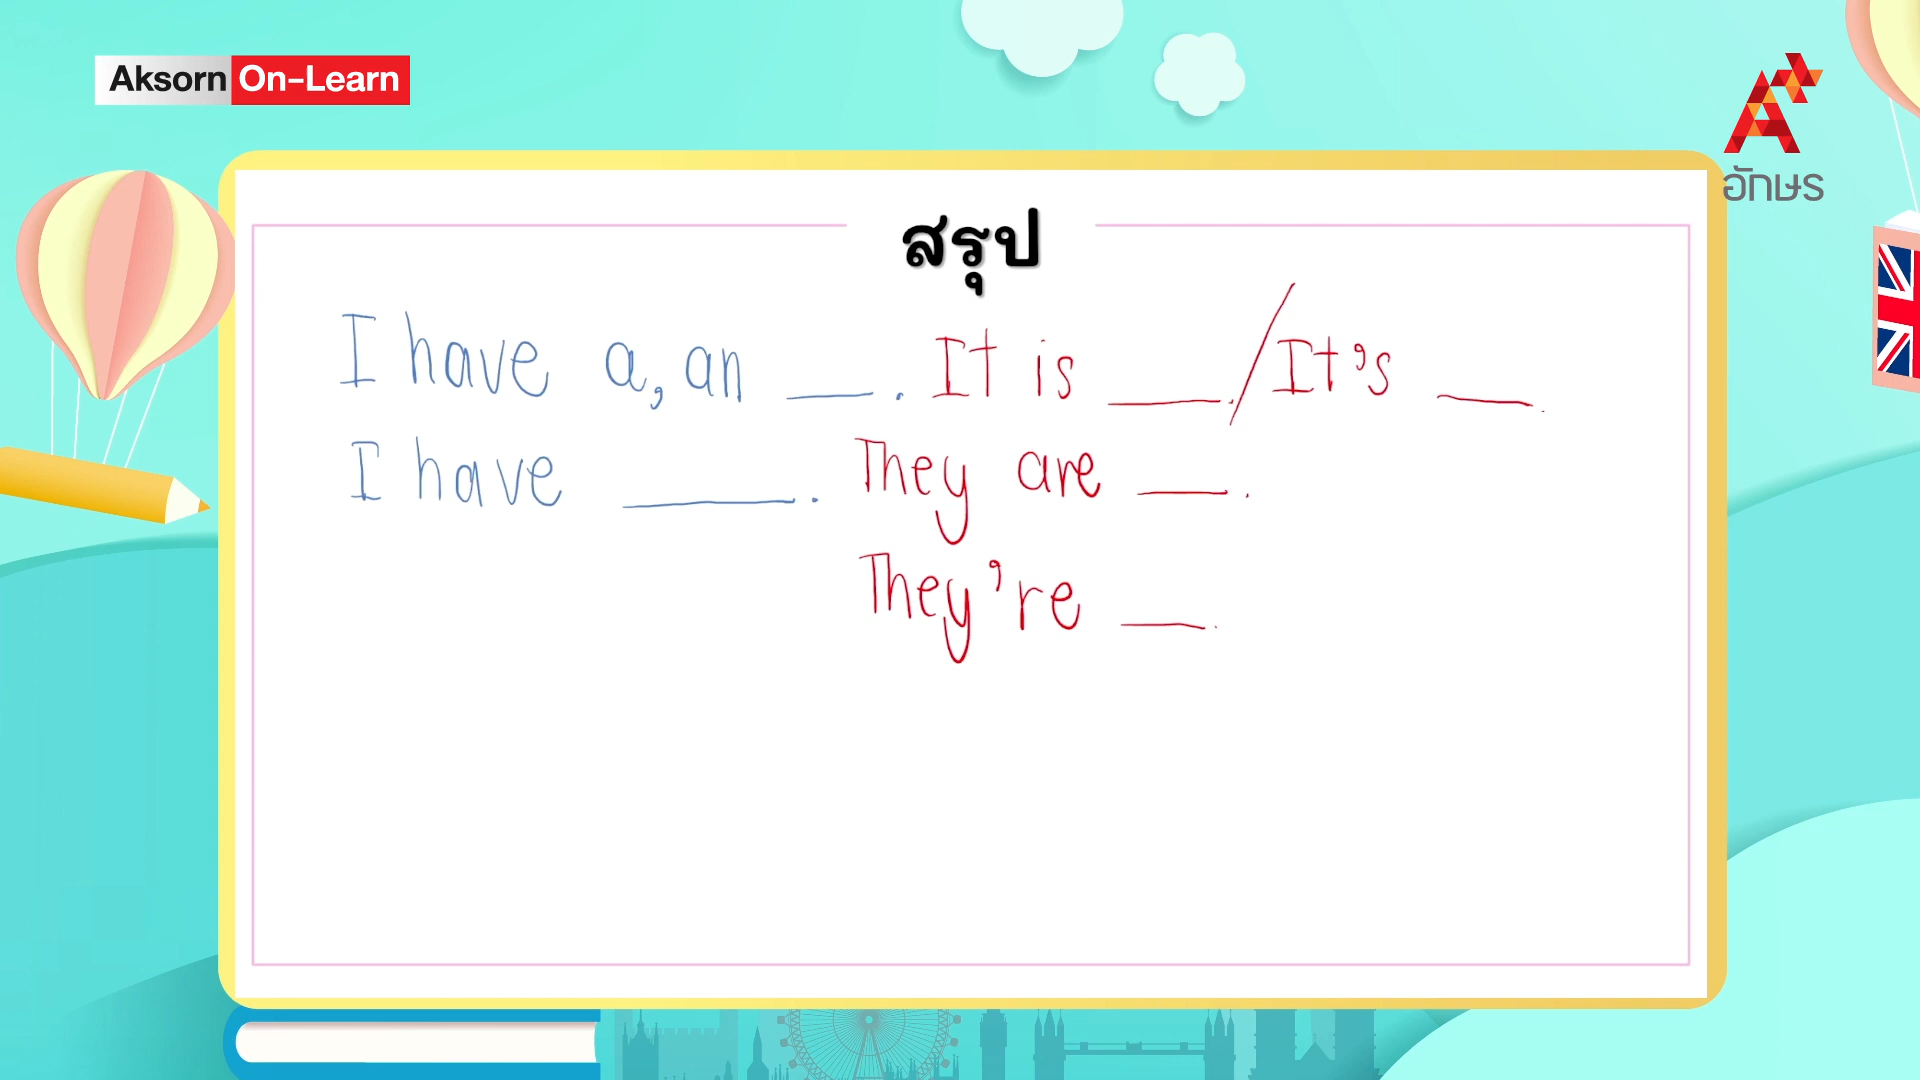 Aksorn On-Learn
อักษร
สรุป
I have a, an ___. It is ___./It's ___.
I have ___. They are ___.
They're ___.